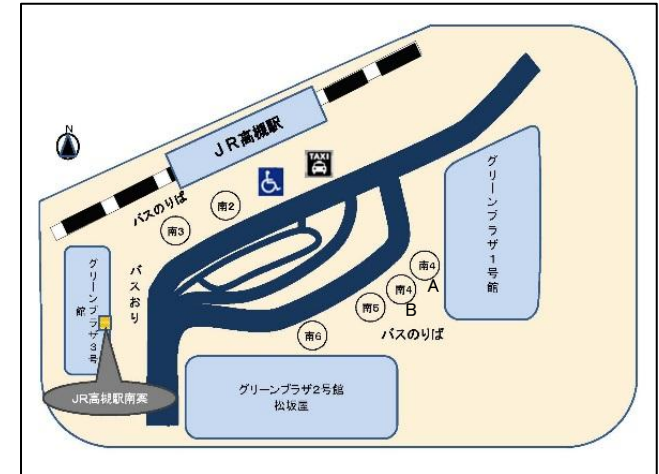 N
JR高槻駅
TAXI
バスのりば
南2
南3
グリーンプラザ1号館
バスおり
グリーンプラザ3号館
南4
A
南4
B
南5
南6
バスのりば
JR高槻駅南案
グリーンプラザ2号館
松坂屋